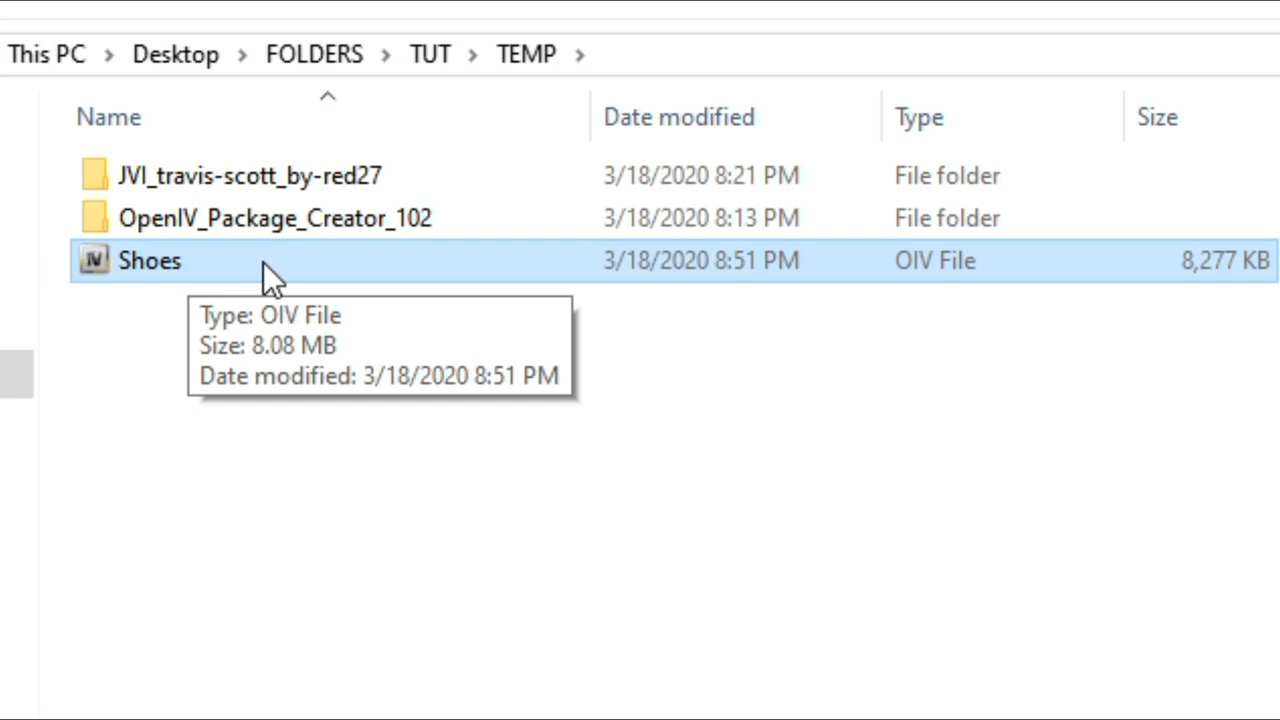 This PC > Desktop > FOLDERS > TUT > TEMP >
Name Date modified Type Size
JVI_travis-scott_by-red27 3/18/2020 8:21 PM File folder
OpenIV_Package_Creator_102 3/18/2020 8:13 PM File folder
IV Shoes 3/18/2020 8:51 PM OIV File 8,277 KB
Type: OIV File
Size: 8.08 MB
Date modified: 3/18/2020 8:51 PM